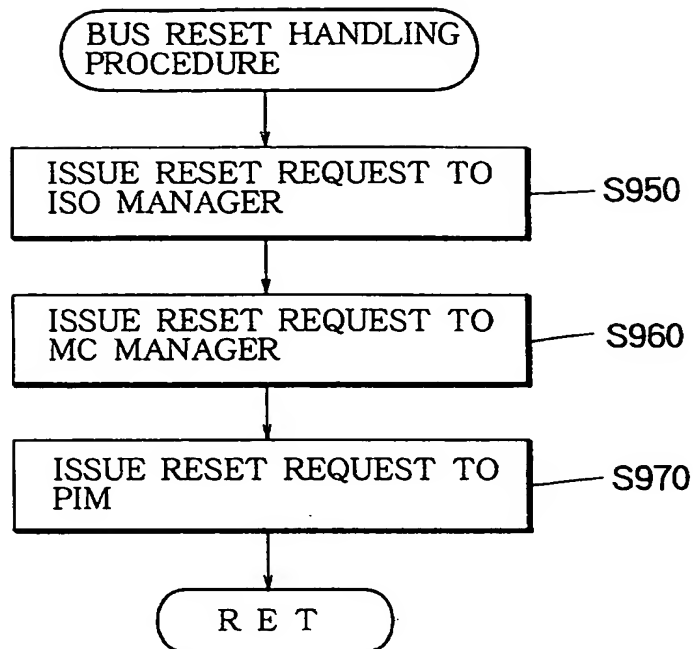 BUS RESET HANDLING
PROCEDURE
ISSUE RESET REQUEST TO
ISO MANAGER
S950
ISSUE RESET REQUEST TO
MC MANAGER
S960
ISSUE RESET REQUEST TO
PIM
S970
R E T